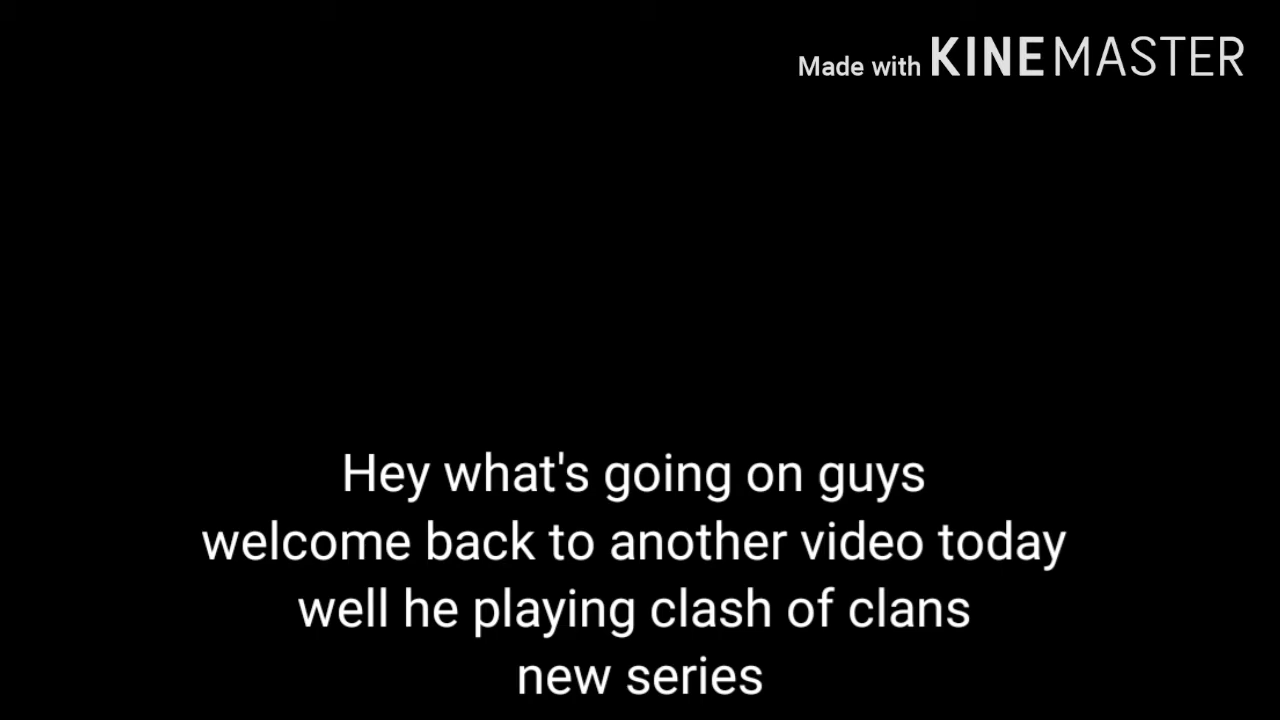 Made with KINEMASTER
Hey what's going on guys
welcome back to another video today
well he playing clash of clans
new series